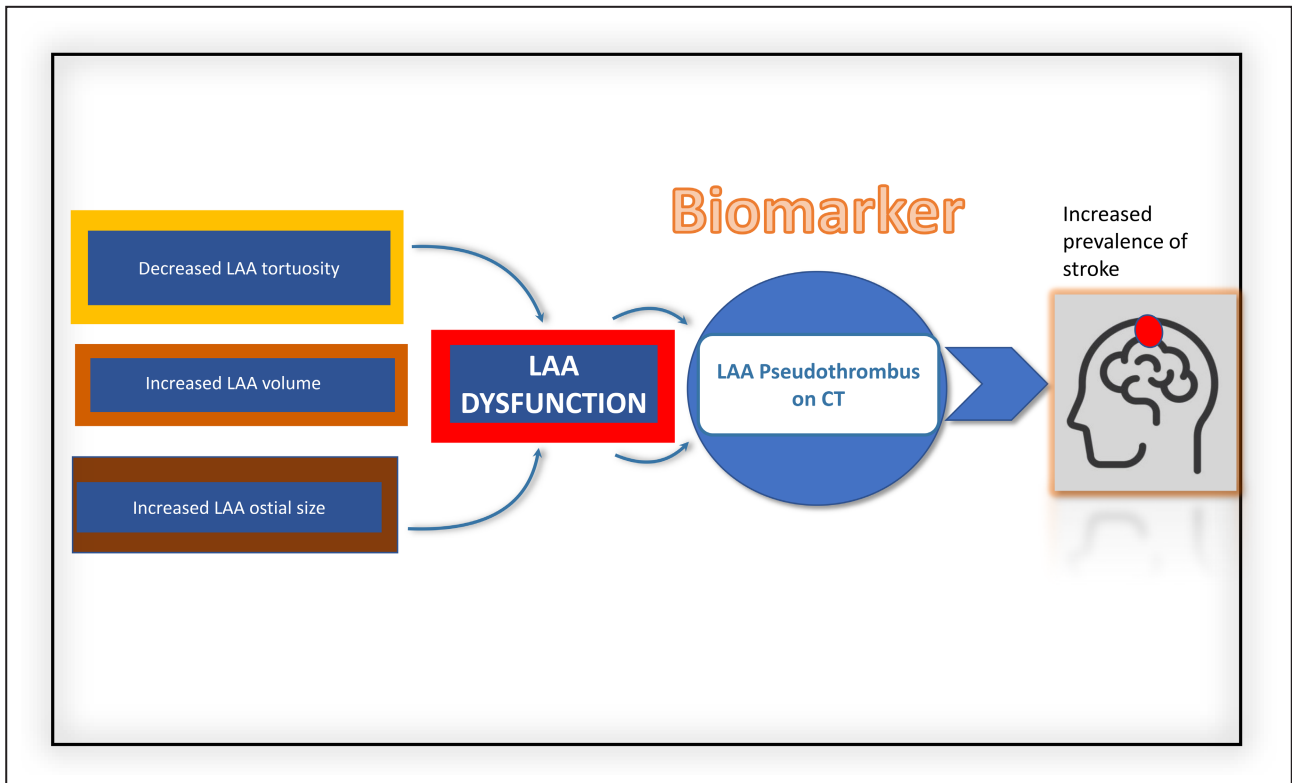 Biomarker
Increased
prevalence of
stroke
Decreased LAA tortuosity
Increased LAA volume
Increased LAA ostial size
LAA
DYSFUNCTION
LAA Pseudothrombus
on CT